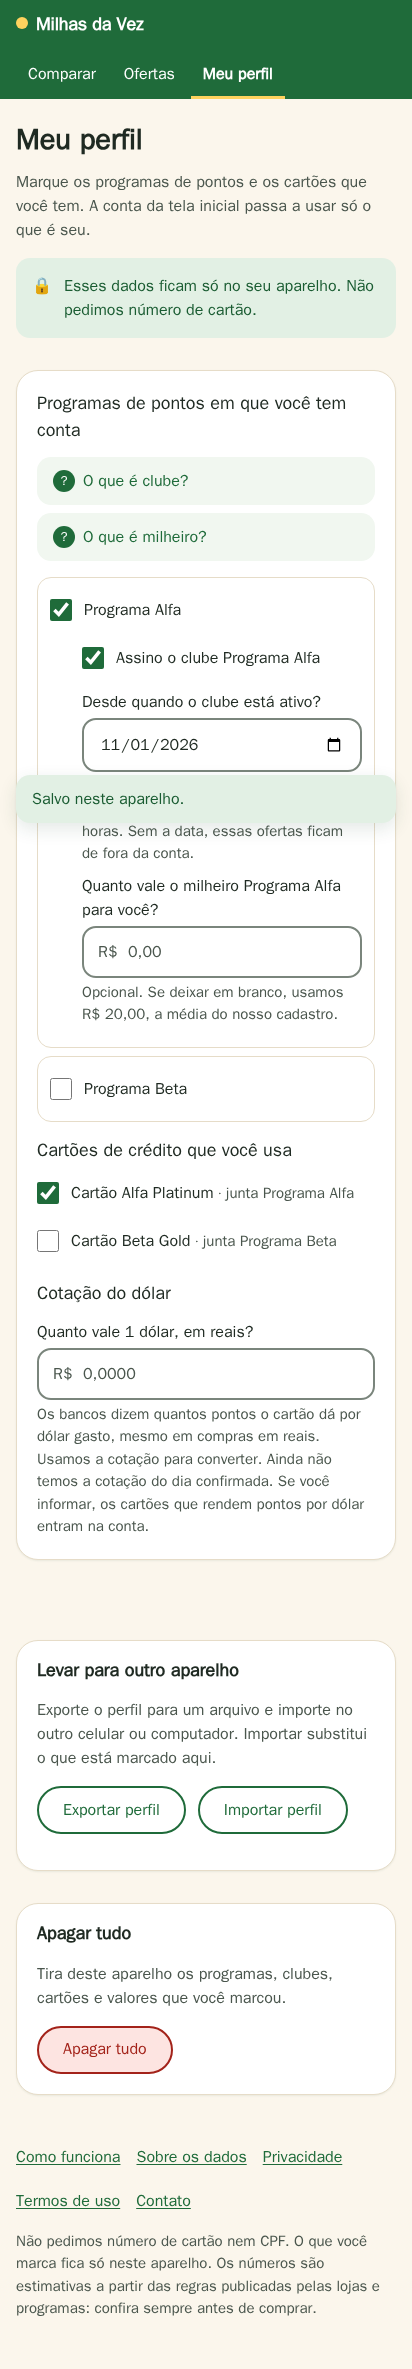 Milhas da Vez
Comparar Ofertas Meu perfil
Meu perfil
Marque os programas de pontos e os cartões que
você tem. A conta da tela inicial passa a usar só o
que é seu.
Esses dados ficam só no seu aparelho. Não
pedimos número de cartão.
Programas de pontos em que você tem
conta
? O que é clube?
? O que é milheiro?
Programa Alfa
Assino o clube Programa Alfa
Desde quando o clube está ativo?
11/01/2026
Salvo neste aparelho.
horas. Sem a data, essas ofertas ficam
de fora da conta.
Quanto vale o milheiro Programa Alfa
para você?
R$ 0,00
Opcional. Se deixar em branco, usamos
R$ 20,00, a média do nosso cadastro.
Programa Beta
Cartões de crédito que você usa
Cartão Alfa Platinum · junta Programa Alfa
Cartão Beta Gold · junta Programa Beta
Cotação do dólar
Quanto vale 1 dólar, em reais?
R$ 0,0000
Os bancos dizem quantos pontos o cartão dá por
dólar gasto, mesmo em compras em reais.
Usamos a cotação para converter. Ainda não
temos a cotação do dia confirmada. Se você
informar, os cartões que rendem pontos por dólar
entram na conta.
Levar para outro aparelho
Exporte o perfil para um arquivo e importe no
outro celular ou computador. Importar substitui
o que está marcado aqui.
Exportar perfil Importar perfil
Apagar tudo
Tira deste aparelho os programas, clubes,
cartões e valores que você marcou.
Apagar tudo
Como funciona Sobre os dados Privacidade
Termos de uso Contato
Não pedimos número de cartão nem CPF. O que você
marca fica só neste aparelho. Os números são
estimativas a partir das regras publicadas pelas lojas e
programas: confira sempre antes de comprar.